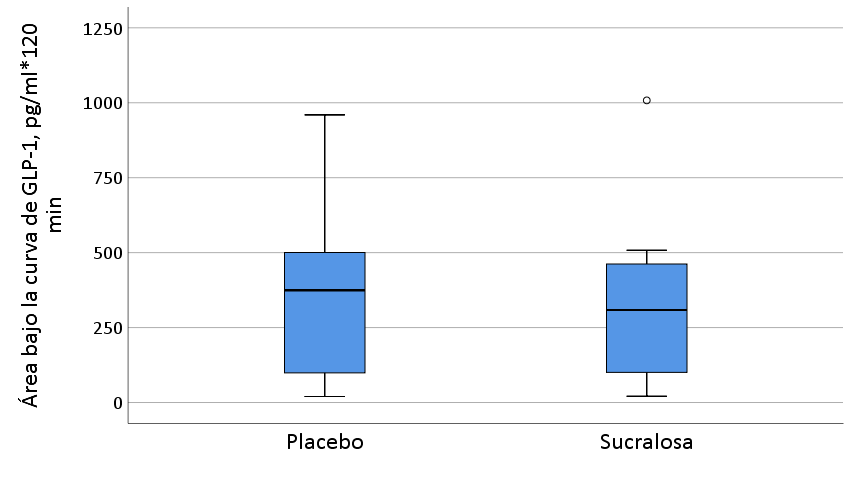 Área bajo la curva de GLP-1, pg/ml*120
min
1250
1000
750
500
250
0
Placebo
Sucralosa